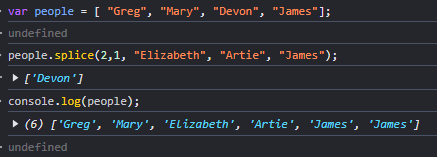 var people = [ "Greg", "Mary", "Devon", "James"];
undefined
people.splice(2,1, "Elizabeth", "Artie", "James");
▶ ['Devon']
console.log(people);
▶ (6) ['Greg', 'Mary', 'Elizabeth', 'Artie', 'James', 'James']
undefined